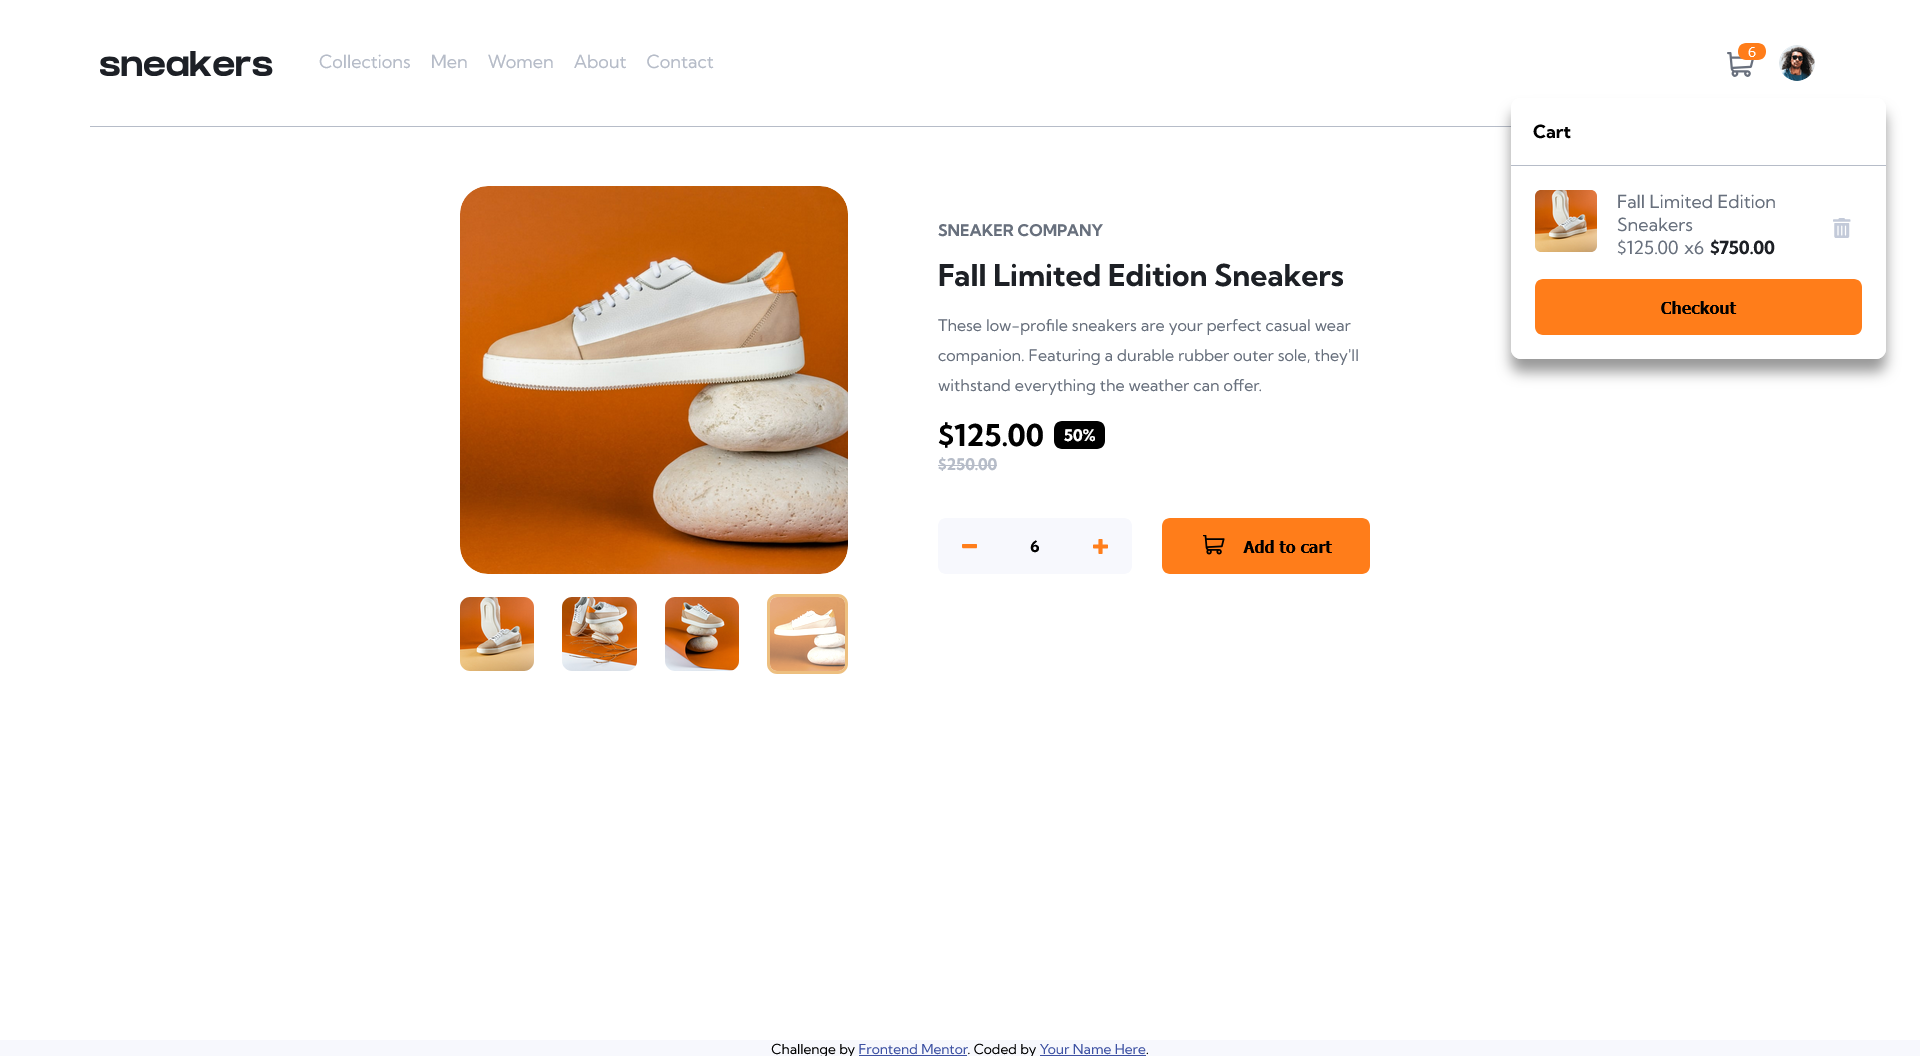 sneakers
Collections Men Women About Contact
6
Cart
Fall Limited Edition
Sneakers
$125.00 x6 $750.00
Checkout
SNEAKER COMPANY
Fall Limited Edition Sneakers
These low-profile sneakers are your perfect casual wear
companion. Featuring a durable rubber outer sole, they'll
withstand everything the weather can offer.
$125.00 50%
$250.00
6
Add to cart
Challenge by Frontend Mentor. Coded by Your Name Here.